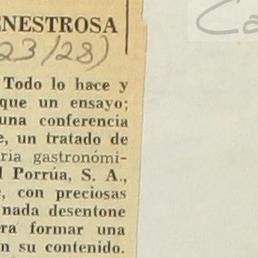 ENESTROSA
23/28)
Ca
Todo lo hace y
que un ensayo;
una conferencia
e, un tratado de
ria gastronómi-
l Porrúa, S. A.,
, con preciosas
nada desentone
ra formar una
n su contenido.